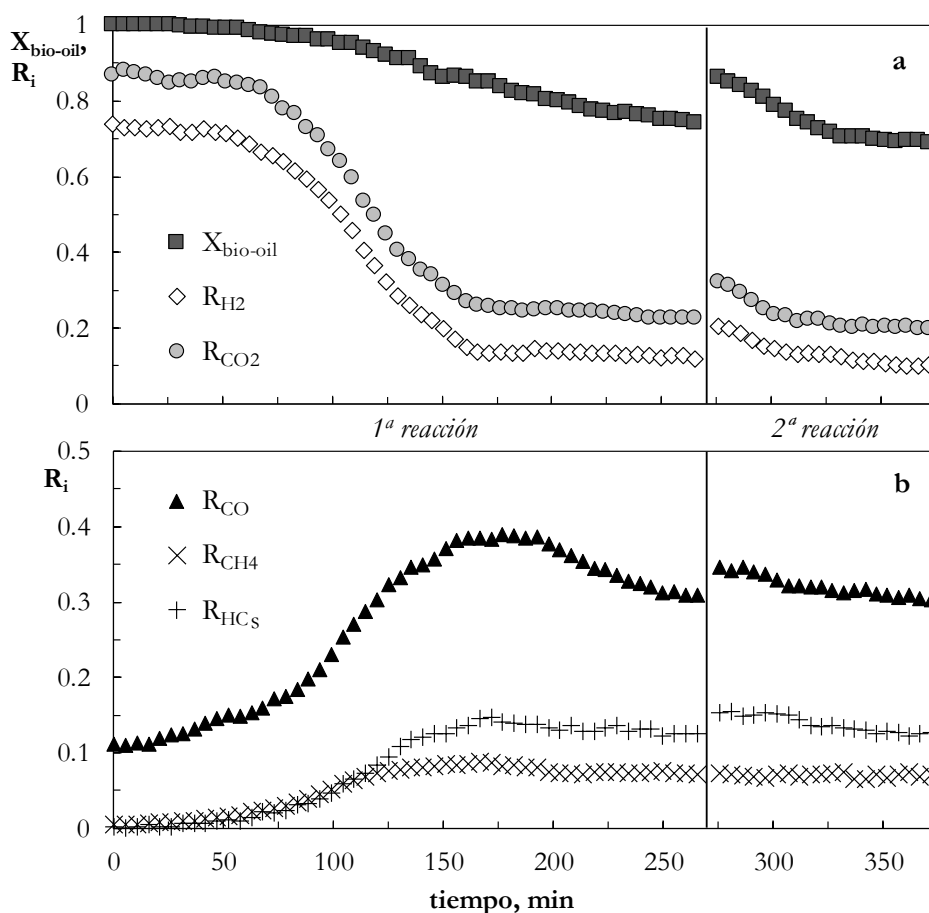 X_bio-oil,
R_i
1
0.8
0.6
0.4
0.2
0
a
X_bio-oil
R_H2
R_CO2
1ª reacción
2ª reacción
R_i
0.5
0.4
0.3
0.2
0.1
0
b
R_CO
R_CH4
R_HCs
0 50 100 150 200 250 300 350
tiempo, min